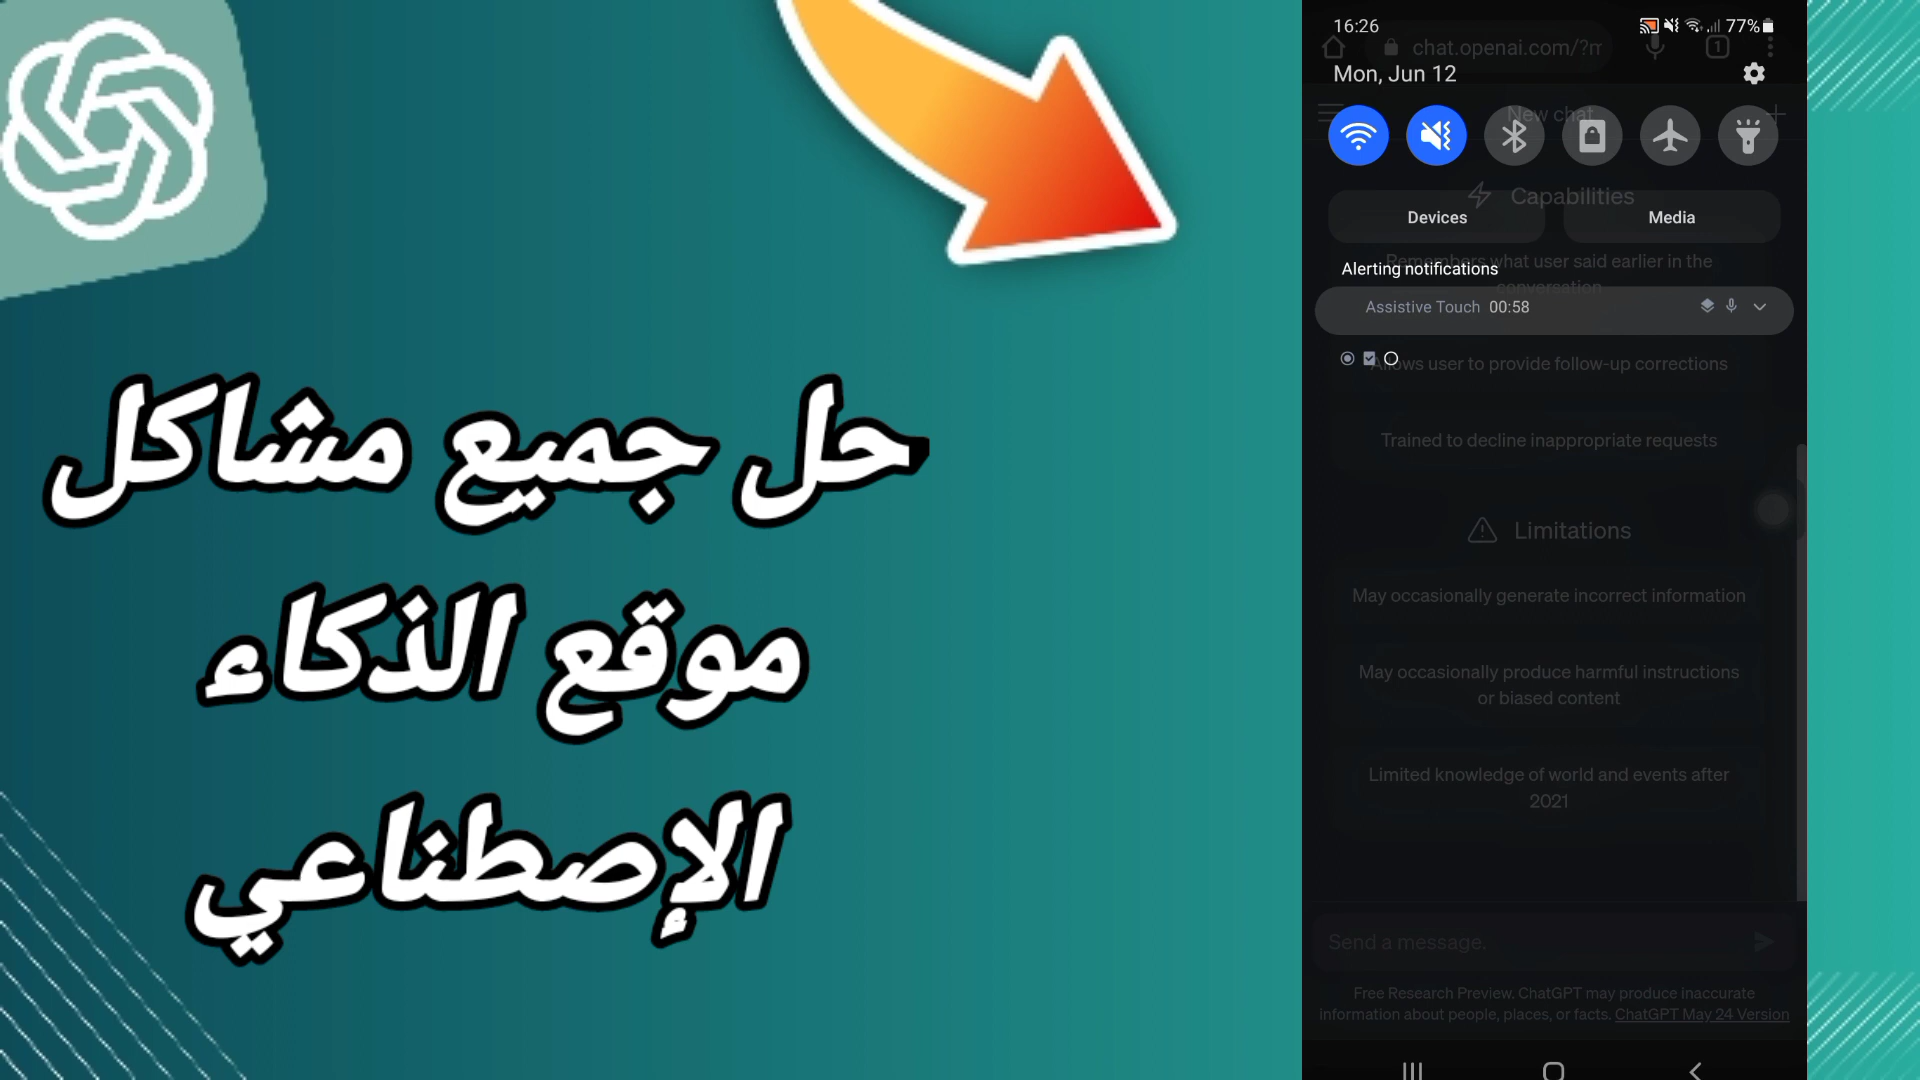 حل جميع مشاكل
موقع الذكاء
الإصطناعي
16:26
77%
chat.openai.com/?m
1
Mon, Jun 12
New chat
Capabilities
Devices
Media
Remembers what user said earlier in the
conversation
Alerting notifications
Assistive Touch 00:58
Allows user to provide follow-up corrections
Trained to decline inappropriate requests
Limitations
May occasionally generate incorrect information
May occasionally produce harmful instructions
or biased content
Limited knowledge of world and events after
2021
Send a message.
Free Research Preview. ChatGPT may produce inaccurate
information about people, places, or facts. ChatGPT May 24 Version